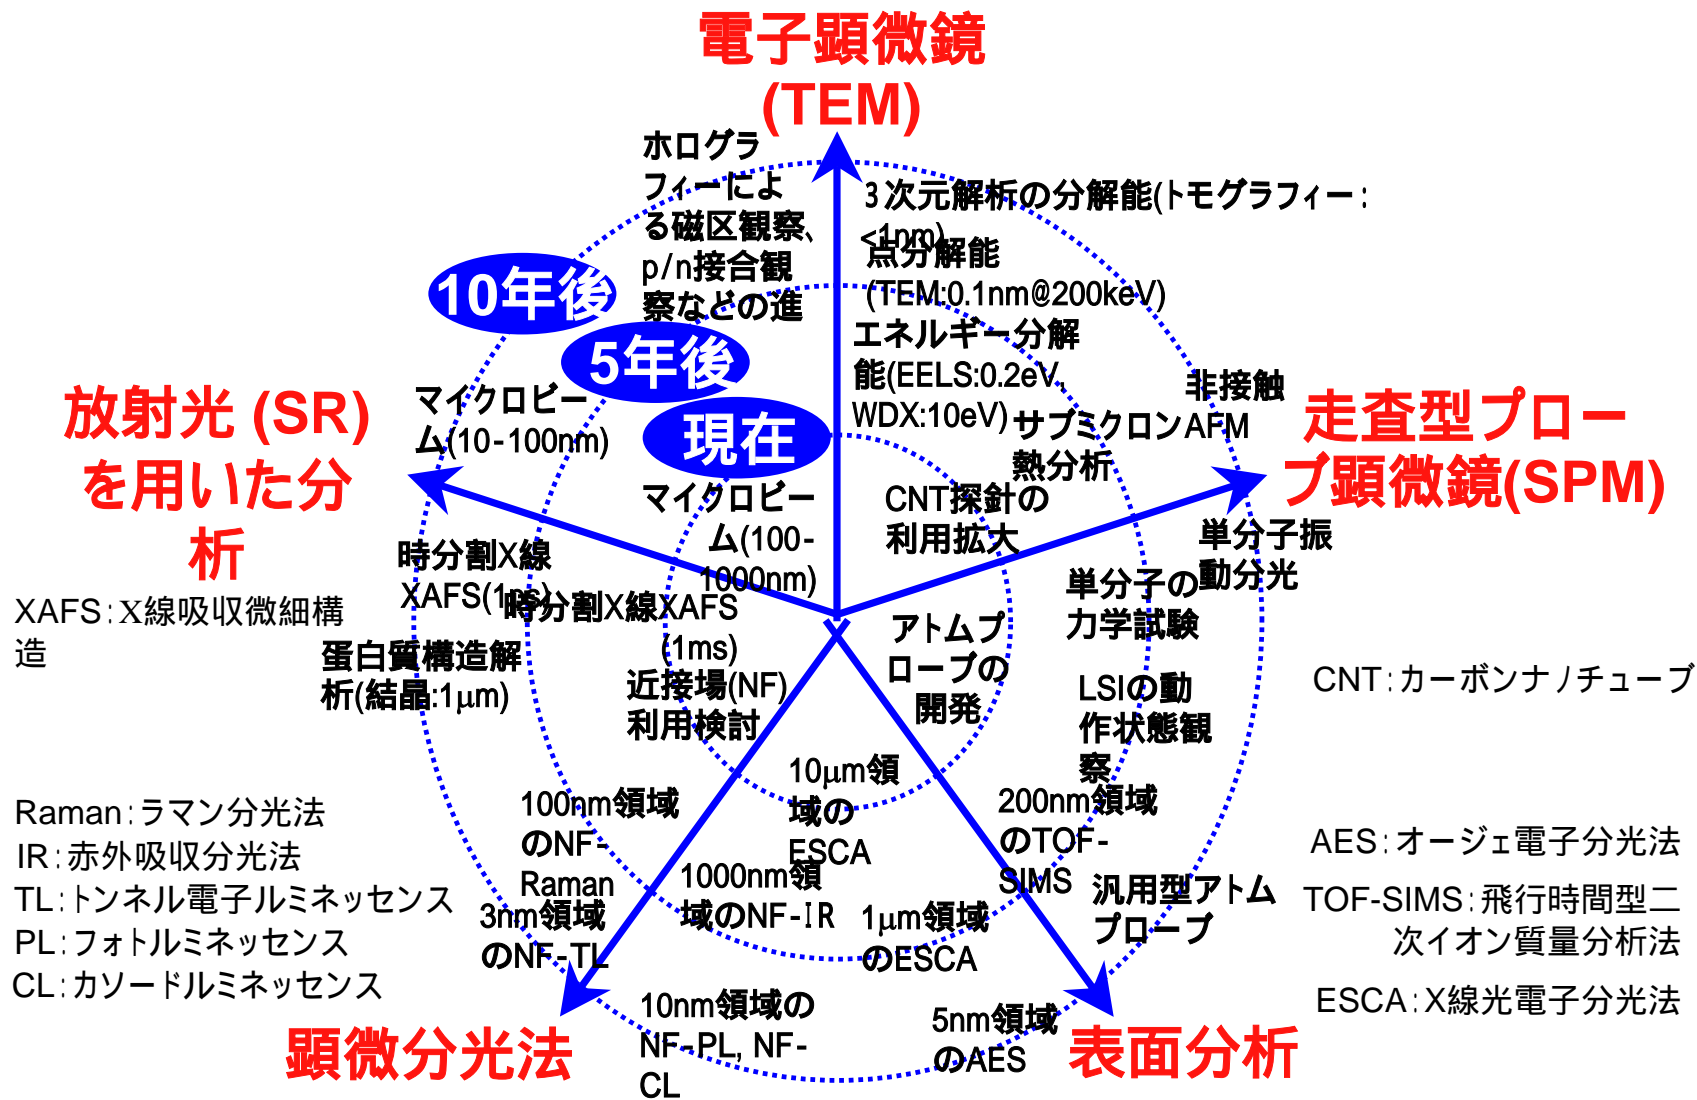 電子顕微鏡
(TEM)
ホログラ
フィーによ
る磁区観察、
p/n接合観
察などの進
3次元解析の分解能(トモグラフィー:
<1nm)
点分解能
(TEM:0.1nm@200keV)
エネルギー分解
能(EELS:0.2eV,
WDX:10eV)
10年後
5年後
現在
放射光 (SR)
を用いた分
析
マイクロビー
ム(10-100nm)
マイクロビー
ム(100-
1000nm)
時分割X線
XAFS(1ps)
時分割X線XAFS
(1ms)
蛋白質構造解
析(結晶:1μm)
XAFS:X線吸収微細構
造
走査型プロー
ブ顕微鏡(SPM)
非接触
AFM
サブミクロン
熱分析
CNT探針の
利用拡大
単分子振
動分光
単分子の
力学試験
アトムプ
ローブの
開発
LSIの動
作状態観
察
CNT:カーボンナノチューブ
近接場(NF)
利用検討
10μm領
域の
ESCA
100nm領域
のNF-
Raman
1000nm領
域のNF-IR
3nm領域
のNF-TL
10nm領域の
NF-PL, NF-
CL
200nm領域
のTOF-
SIMS
1μm領域
のESCA
汎用型アトム
プローブ
5nm領域
のAES
顕微分光法
表面分析
Raman:ラマン分光法
IR:赤外吸収分光法
TL:トンネル電子ルミネッセンス
PL:フォトルミネッセンス
CL:カソードルミネッセンス
AES:オージェ電子分光法
TOF-SIMS:飛行時間型二
次イオン質量分析法
ESCA:X線光電子分光法